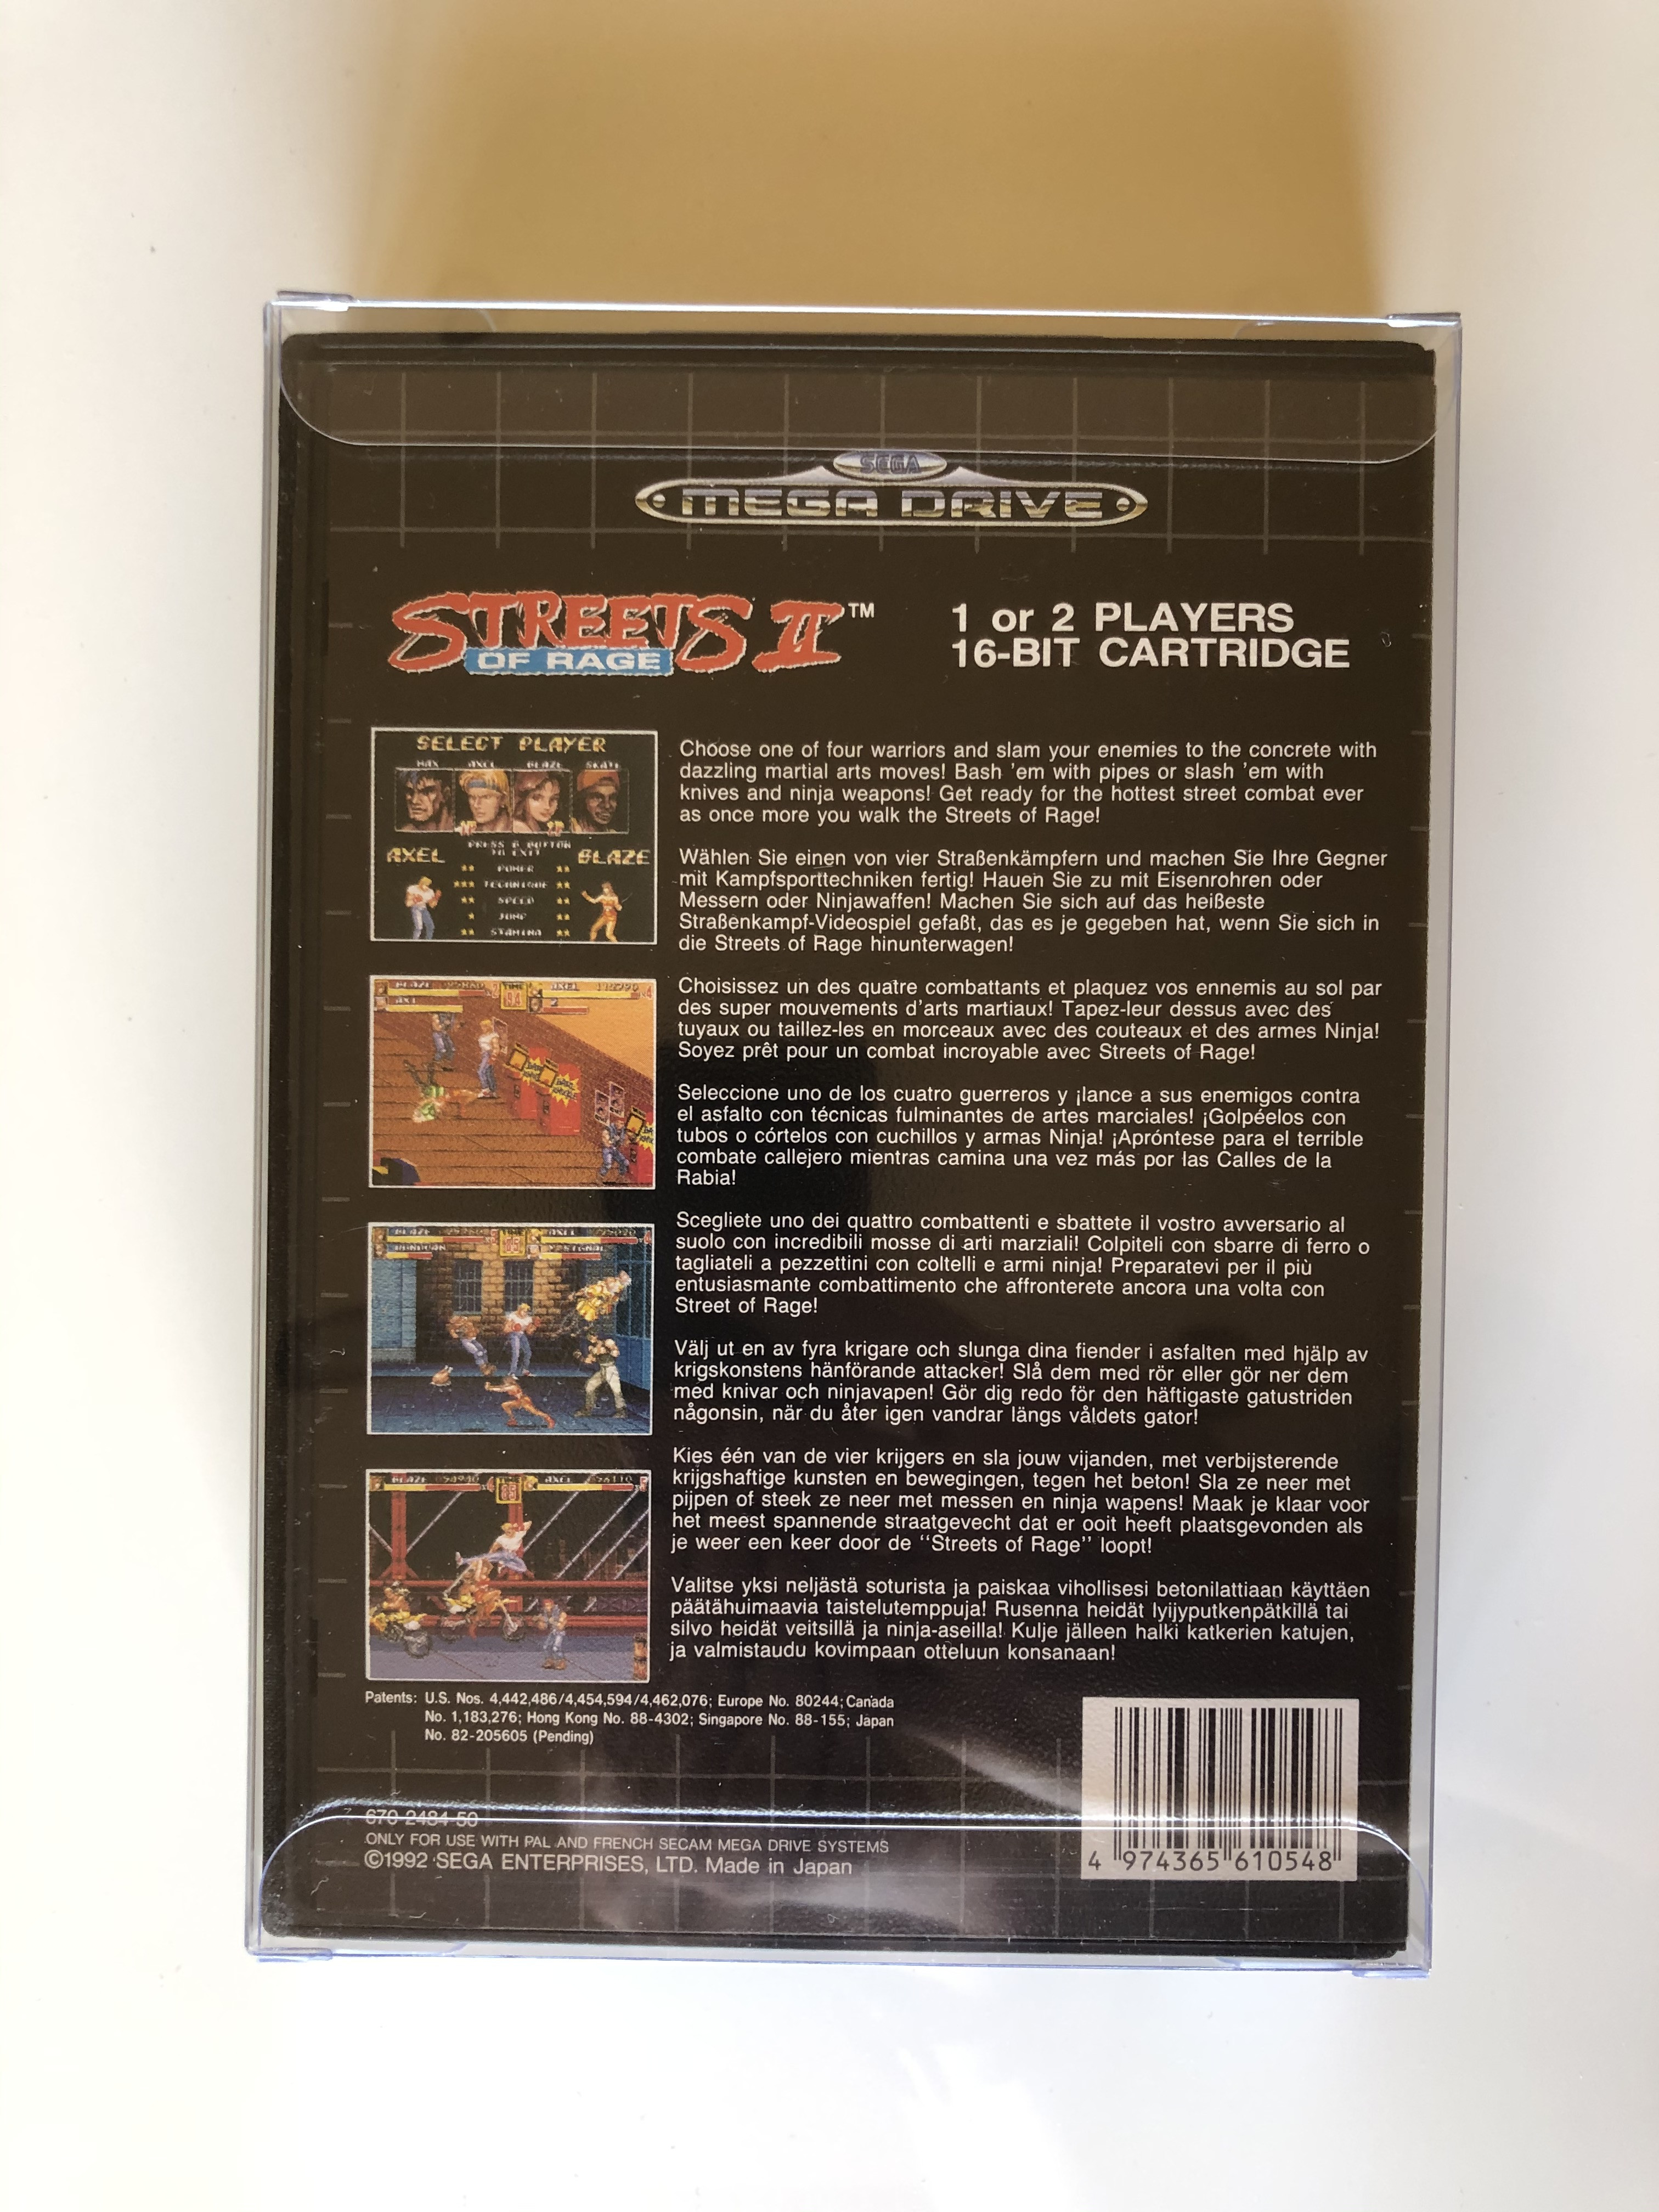 SEGA
MEGA DRIVE
STREETS II™
OF RAGE
1 or 2 PLAYERS
16-BIT CARTRIDGE
SELECT PLAYER
MAX AXEL BLAZE SKATE
PRESS B BUTTON
TO EXIT
AXEL BLAZE
POWER
TECHNIQUE
SPEED
JUMP
STAMINA
Choose one of four warriors and slam your enemies to the concrete with
dazzling martial arts moves! Bash 'em with pipes or slash 'em with
knives and ninja weapons! Get ready for the hottest street combat ever
as once more you walk the Streets of Rage!
Wählen Sie einen von vier Straßenkämpfern und machen Sie Ihre Gegner
mit Kampfsporttechniken fertig! Hauen Sie zu mit Eisenrohren oder
Messern oder Ninjawaffen! Machen Sie sich auf das heißeste
Straßenkampf-Videospiel gefaßt, das es je gegeben hat, wenn Sie sich in
die Streets of Rage hinunterwagen!
BLAZE TIME AXEL
Choisissez un des quatre combattants et plaquez vos ennemis au sol par
des super mouvements d'arts martiaux! Tapez-leur dessus avec des
tuyaux ou taillez-les en morceaux avec des couteaux et des armes Ninja!
Soyez prêt pour un combat incroyable avec Streets of Rage!
Seleccione uno de los cuatro guerreros y ¡lance a sus enemigos contra
el asfalto con técnicas fulminantes de artes marciales! ¡Golpéelos con
tubos o córtelos con cuchillos y armas Ninja! ¡Apróntese para el terrible
combate callejero mientras camina una vez más por las Calles de la
Rabia!
BLAZE AXEL
Scegliete uno dei quattro combattenti e sbattete il vostro avversario al
suolo con incredibili mosse di arti marziali! Colpiteli con sbarre di ferro o
tagliateli a pezzettini con coltelli e armi ninja! Preparatevi per il più
entusiasmante combattimento che affronterete ancora una volta con
Street of Rage!
Välj ut en av fyra krigare och slunga dina fiender i asfalten med hjälp av
krigskonstens hänförande attacker! Slå dem med rör eller gör ner dem
med knivar och ninjavapen! Gör dig redo för den häftigaste gatustriden
någonsin, när du åter igen vandrar längs våldets gator!
BLAZE AXEL
Kies één van de vier krijgers en sla jouw vijanden, met verbijsterende
krijgshaftige kunsten en bewegingen, tegen het beton! Sla ze neer met
pijpen of steek ze neer met messen en ninja wapens! Maak je klaar voor
het meest spannende straatgevecht dat er ooit heeft plaatsgevonden als
je weer een keer door de "Streets of Rage" loopt!
Valitse yksi neljästä soturista ja paiskaa vihollisesi betonilattiaan käyttäen
päätähuimaavia taistelutemppuja! Rusenna heidät lyijyputkenpätkillä tai
silvo heidät veitsillä ja ninja-aseilla! Kulje jälleen halki katkerien katujen,
ja valmistaudu kovimpaan otteluun konsanaan!
Patents: U.S. Nos. 4,442,486/4,454,594/4,462,076; Europe No. 80244; Canada
No. 1,183,276; Hong Kong No. 88-4302; Singapore No. 88-155; Japan
No. 82-205605 (Pending)
670-2484-50
ONLY FOR USE WITH PAL AND FRENCH SECAM MEGA DRIVE SYSTEMS
©1992 SEGA ENTERPRISES, LTD. Made in Japan
4 974365 610548